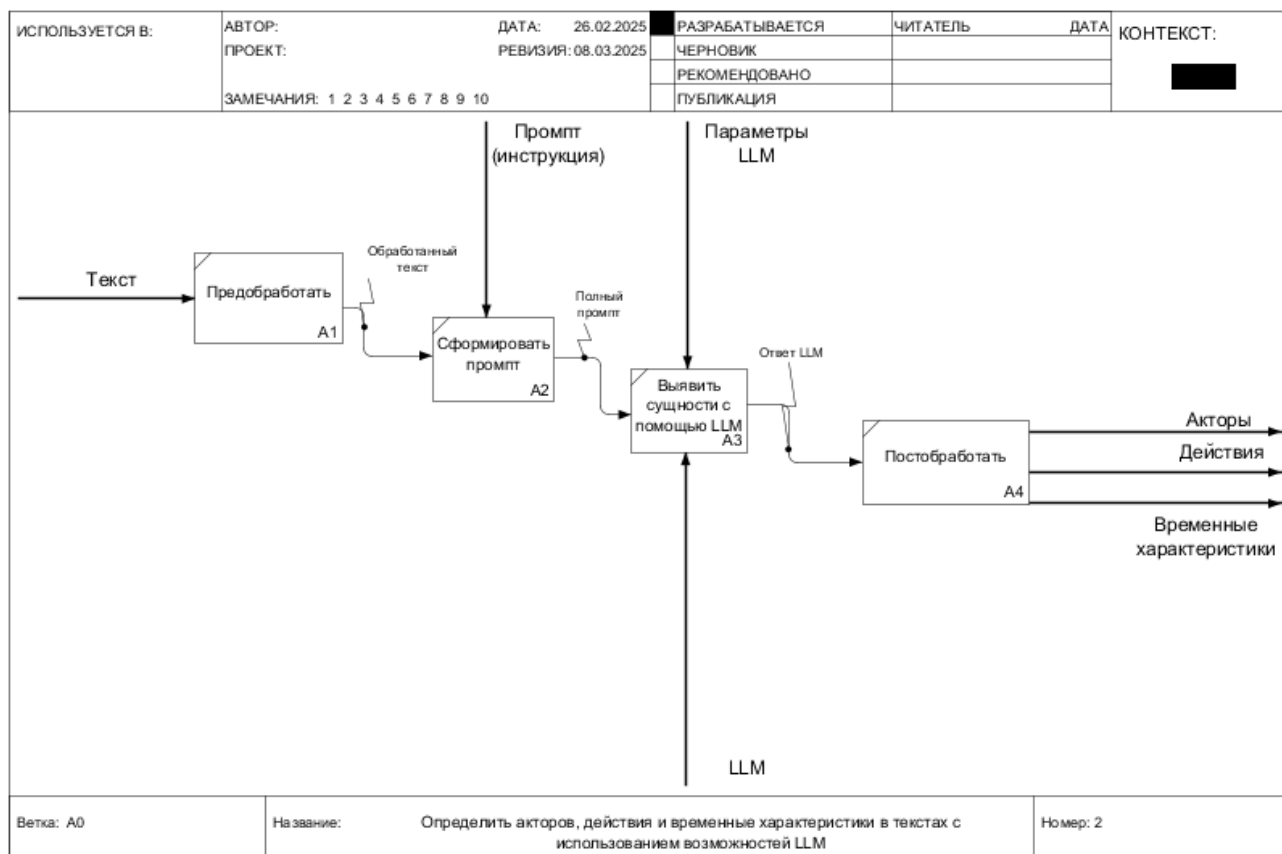 ИСПОЛЬЗУЕТСЯ В:
АВТОР:
ДАТА: 26.02.2025
ПРОЕКТ:
РЕВИЗИЯ: 08.03.2025
ЗАМЕЧАНИЯ: 1 2 3 4 5 6 7 8 9 10
РАЗРАБАТЫВАЕТСЯ
ЧЕРНОВИК
РЕКОМЕНДОВАНО
ПУБЛИКАЦИЯ
ЧИТАТЕЛЬ
ДАТА
КОНТЕКСТ:
Промпт
(инструкция)
Параметры
LLM
Текст
Предобработать
A1
Обработанный
текст
Сформировать
промпт
A2
Полный
промпт
Выявить
сущности с
помощью LLM
A3
Ответ LLM
Постобработать
A4
Акторы
Действия
Временные
характеристики
LLM
Ветка: A0
Название:
Определить акторов, действия и временные характеристики в текстах с
использованием возможностей LLM
Номер: 2